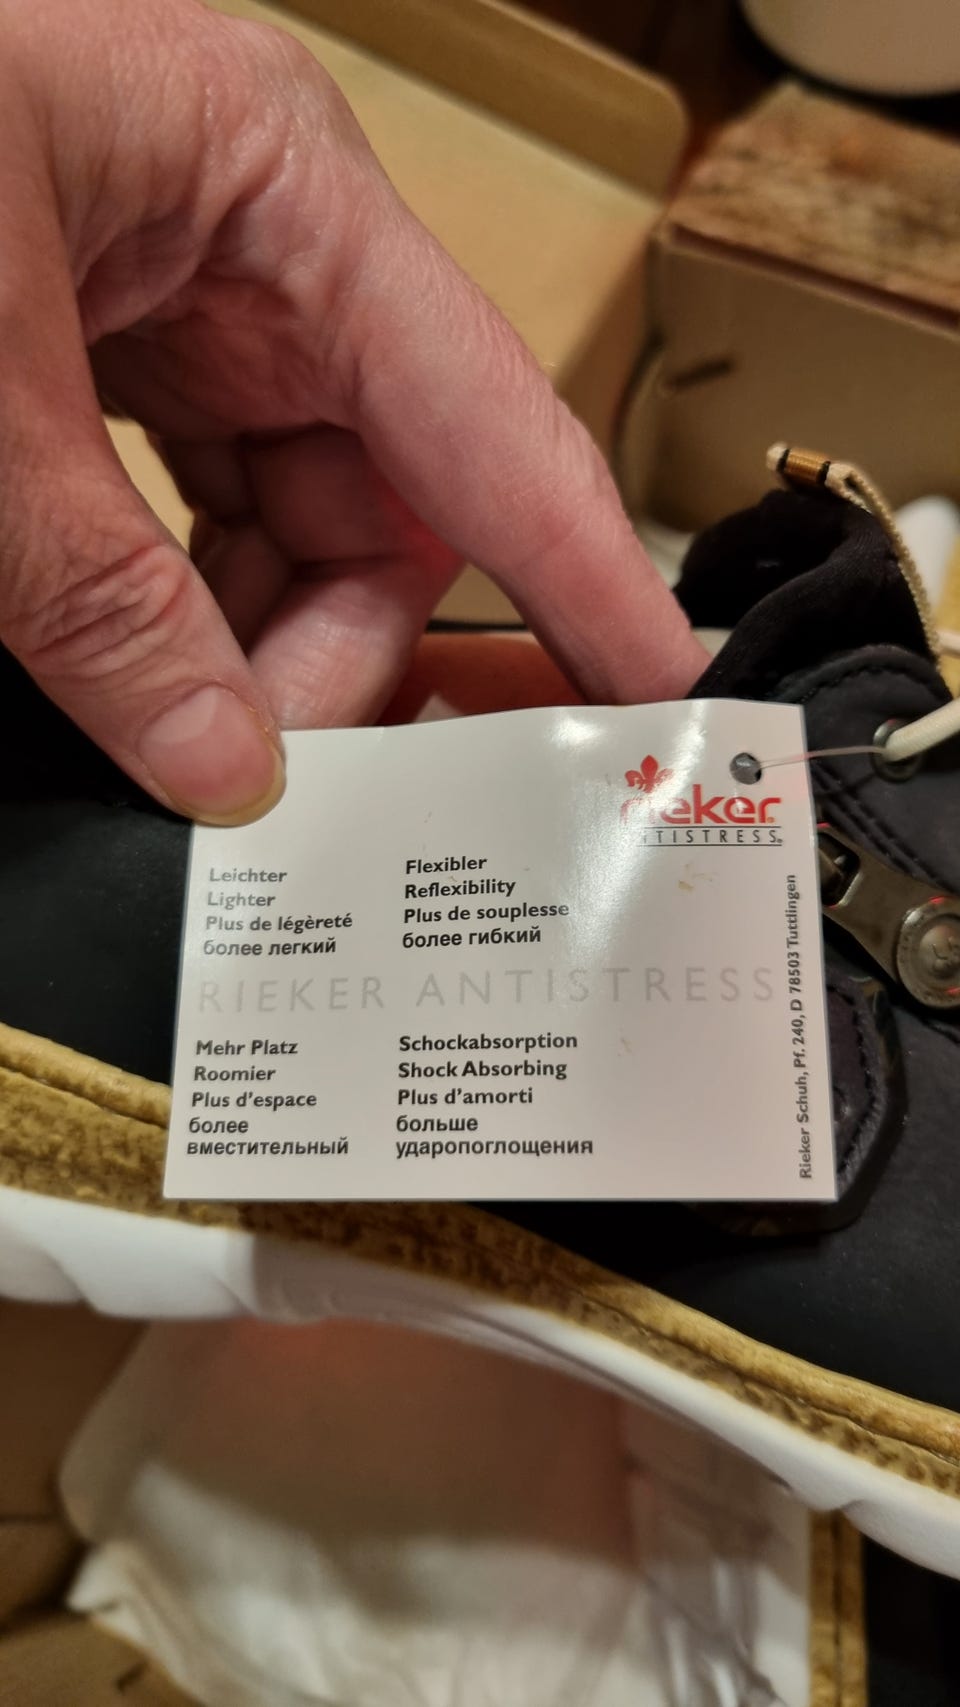 rieker
ANTISTRESS
Leichter
Lighter
Plus de légèreté
более легкий
Flexibler
Reflexibility
Plus de souplesse
более гибкий
RIEKER ANTISTRESS
Mehr Platz
Roomier
Plus d'espace
более
вместительный
Schockabsorption
Shock Absorbing
Plus d'amorti
больше
ударопоглощения
Rieker Schuh, Pf. 240, D 78503 Tuttlingen